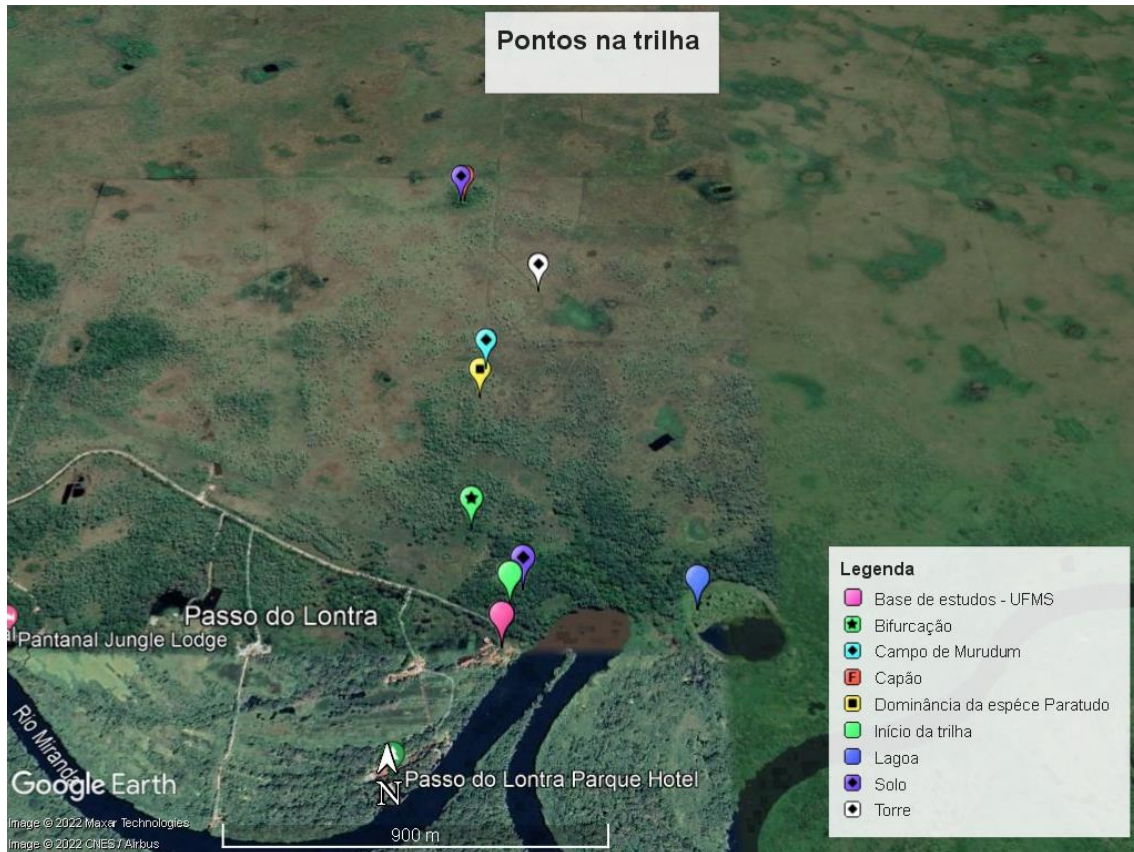 Pontos na trilha
Passo do Lontra
Pantanal Jungle Lodge
Rio Miranda
Passo do Lontra Parque Hotel
N
Google Earth
900 m
Image © 2022 Maxar Technologies
Image © 2022 CNES / Airbus
Legenda
Base de estudos - UFMS
Bifurcação
Campo de Murudum
F Capão
Dominância da espéce Paratudo
Início da trilha
Lagoa
Solo
Torre